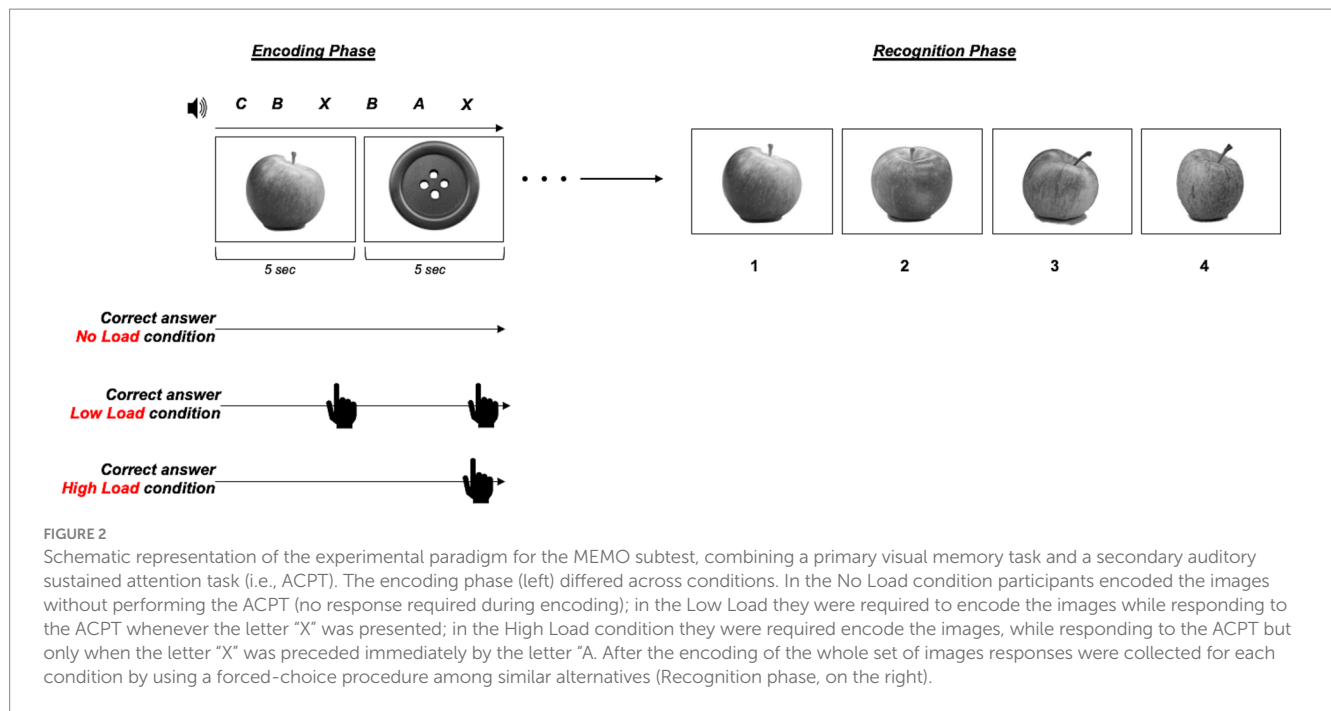 Encoding Phase
Recognition Phase
C B X B A X
5 sec 5 sec
1 2 3 4
Correct answer
No Load condition
Correct answer
Low Load condition
Correct answer
High Load condition
FIGURE 2
Schematic representation of the experimental paradigm for the MEMO subtest, combining a primary visual memory task and a secondary auditory
sustained attention task (i.e., ACPT). The encoding phase (left) differed across conditions. In the No Load condition participants encoded the images
without performing the ACPT (no response required during encoding); in the Low Load they were required to encode the images while responding to
the ACPT whenever the letter “X” was presented; in the High Load condition they were required encode the images, while responding to the ACPT but
only when the letter “X” was preceded immediately by the letter “A. After the encoding of the whole set of images responses were collected for each
condition by using a forced-choice procedure among similar alternatives (Recognition phase, on the right).